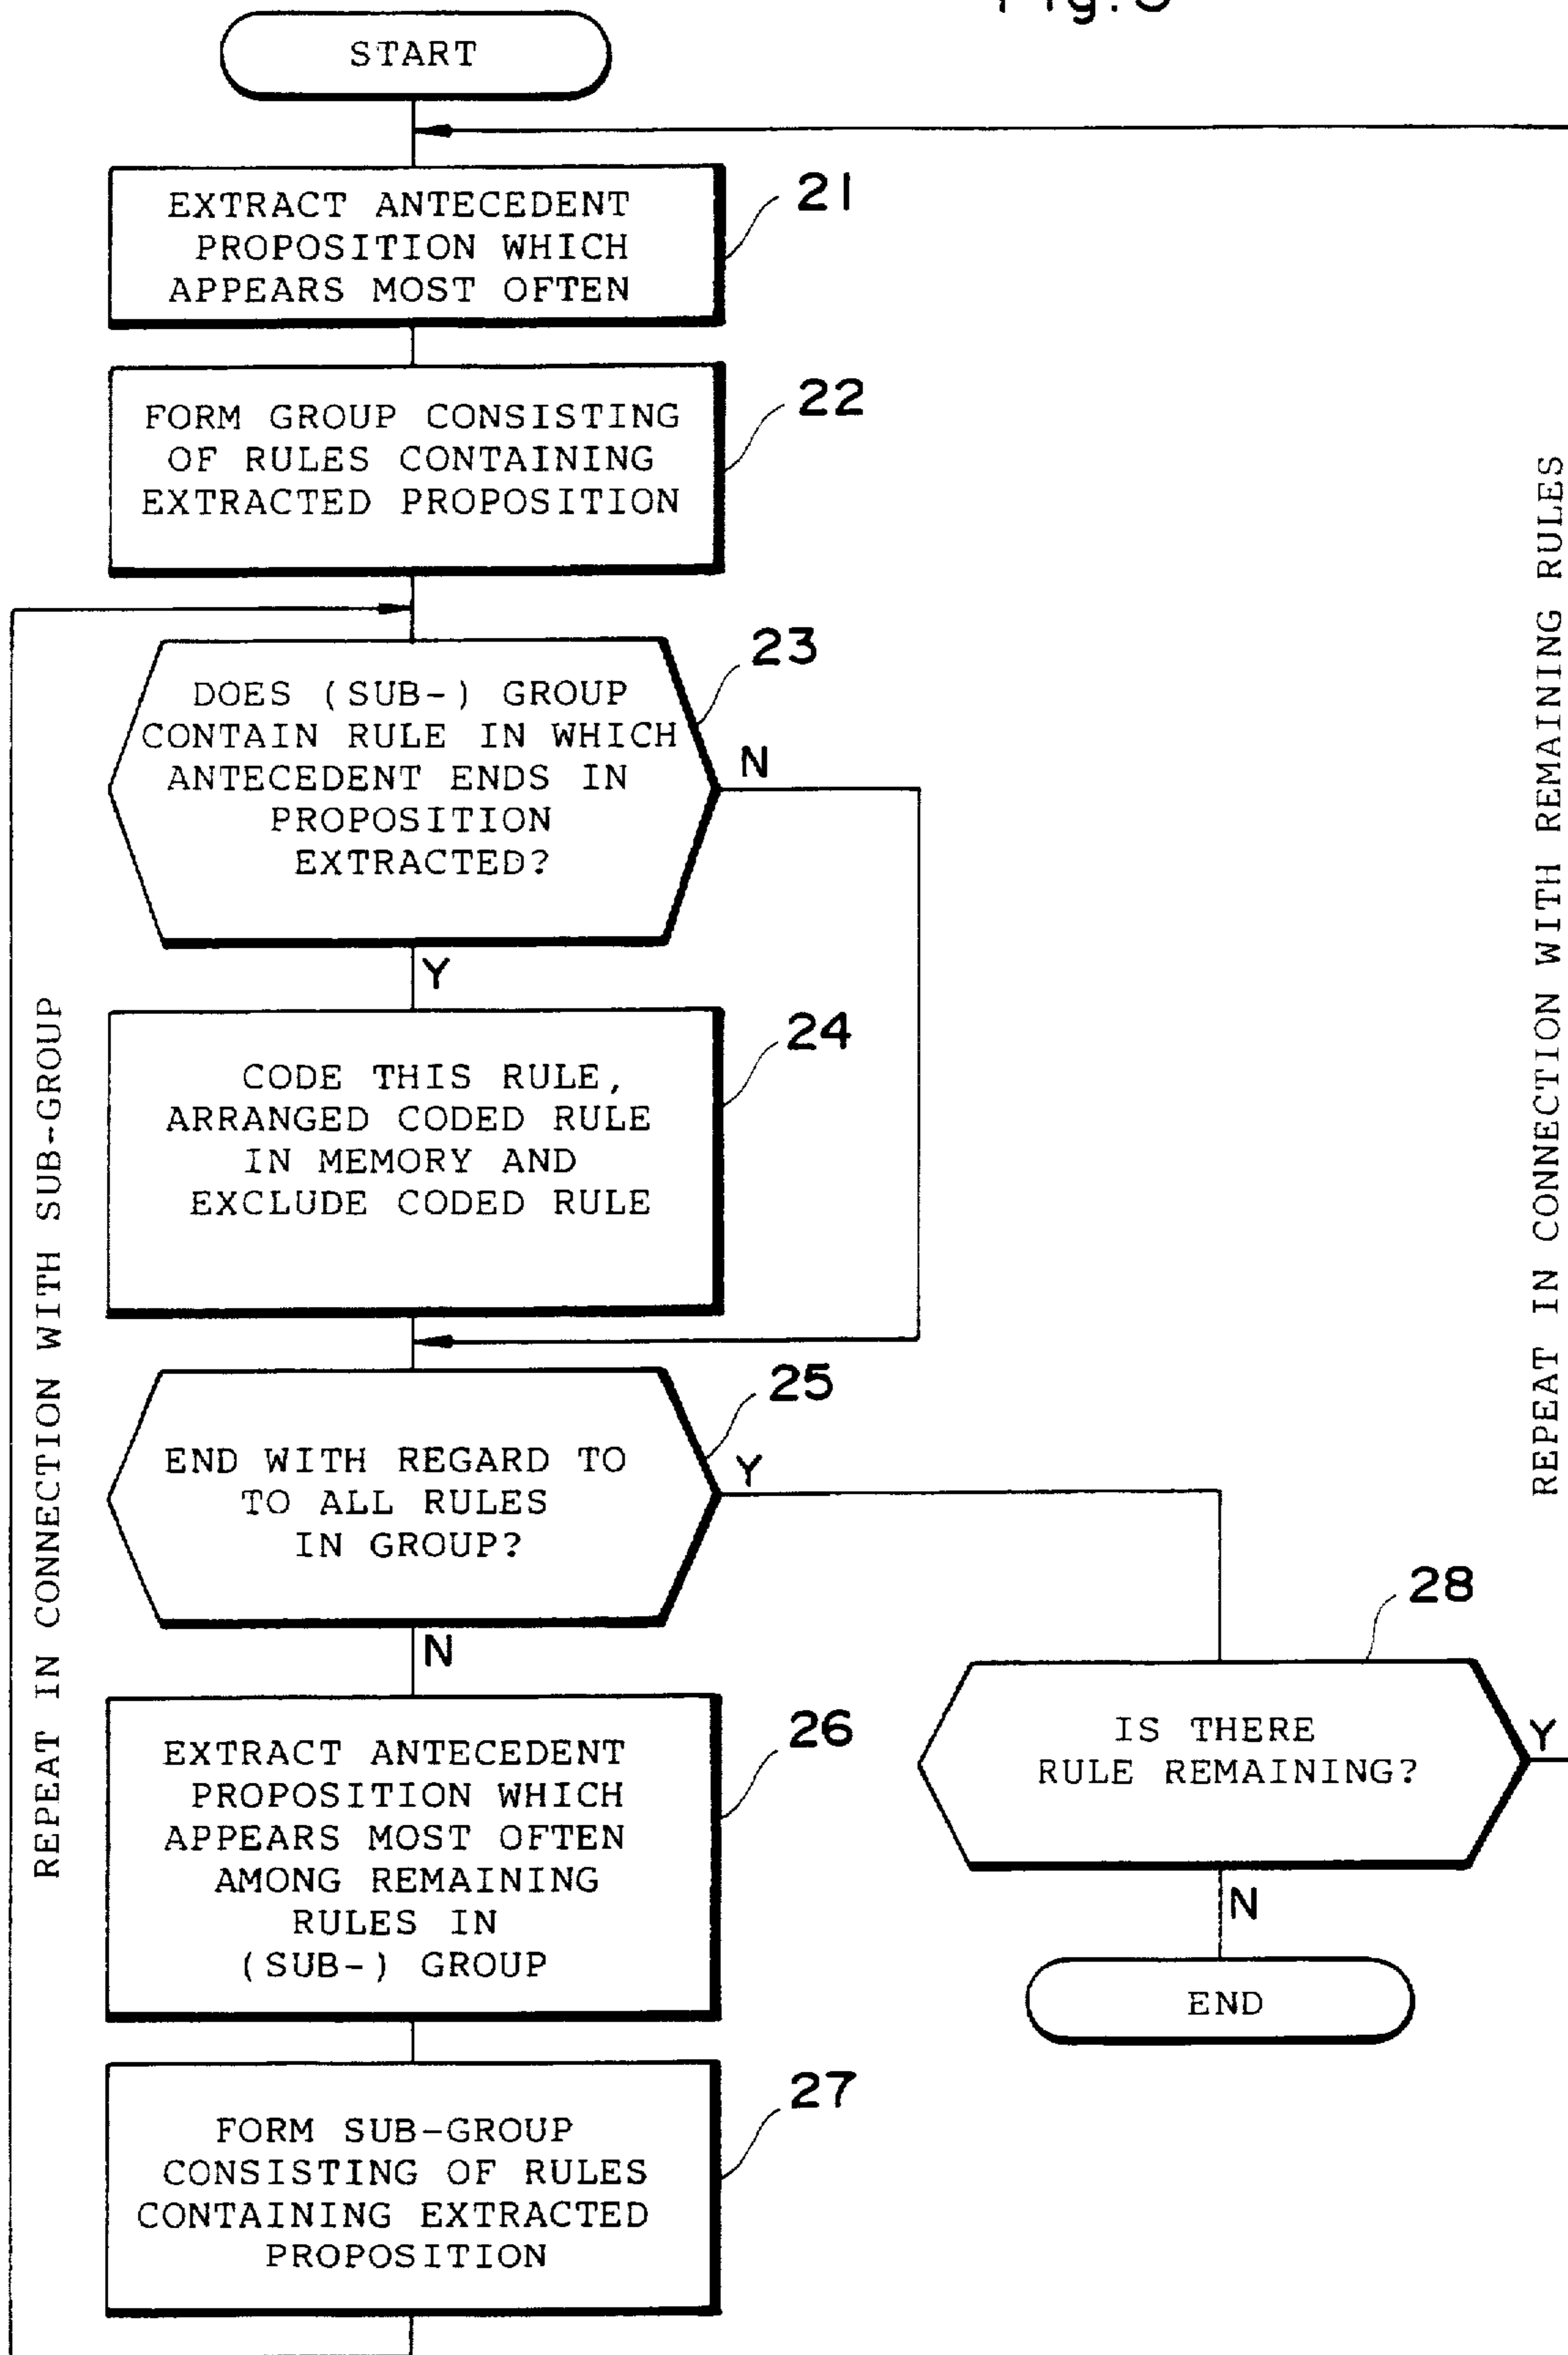 START
EXTRACT ANTECEDENT
PROPOSITION WHICH
APPEARS MOST OFTEN
21
FORM GROUP CONSISTING
OF RULES CONTAINING
EXTRACTED PROPOSITION
22
DOES (SUB-) GROUP
CONTAIN RULE IN WHICH
ANTECEDENT ENDS IN
PROPOSITION
EXTRACTED?
23
N
Y
CODE THIS RULE,
ARRANGED CODED RULE
IN MEMORY AND
EXCLUDE CODED RULE
24
END WITH REGARD TO
TO ALL RULES
IN GROUP?
25
Y
N
EXTRACT ANTECEDENT
PROPOSITION WHICH
APPEARS MOST OFTEN
AMONG REMAINING
RULES IN
(SUB-) GROUP
26
FORM SUB-GROUP
CONSISTING OF RULES
CONTAINING EXTRACTED
PROPOSITION
27
REPEAT IN CONNECTION WITH SUB-GROUP
IS THERE
RULE REMAINING?
28
Y
N
END
REPEAT IN CONNECTION WITH REMAINING RULES